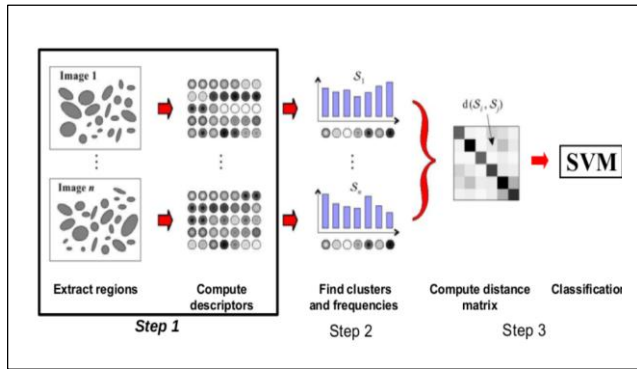 Image 1
S1
d(Si, Sj)
SVM
Image n
Sn
Extract regions
Compute descriptors
Find clusters and frequencies
Compute distance matrix
Classification
Step 1
Step 2
Step 3